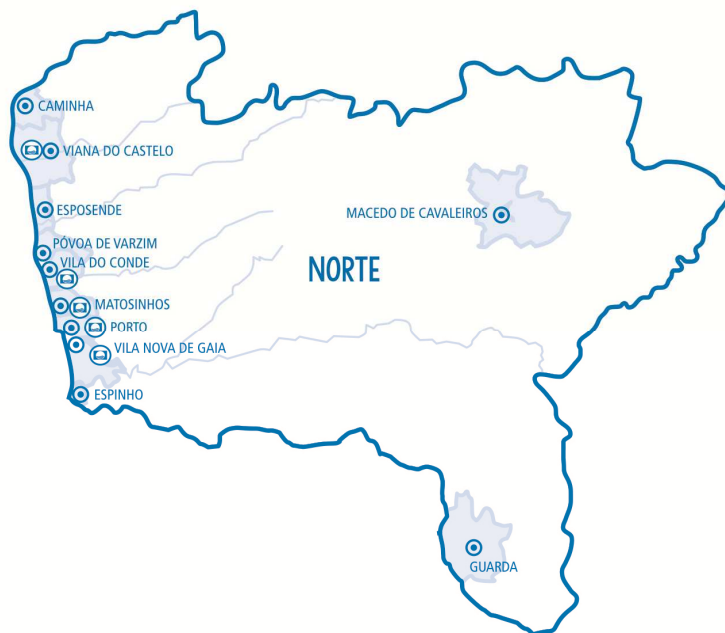 CAMINHA
VIANA DO CASTELO
ESPOSENDE
MACEDO DE CAVALEIROS
PÓVOA DE VARZIM
VILA DO CONDE
NORTE
MATOSINHOS
PORTO
VILA NOVA DE GAIA
ESPINHO
GUARDA